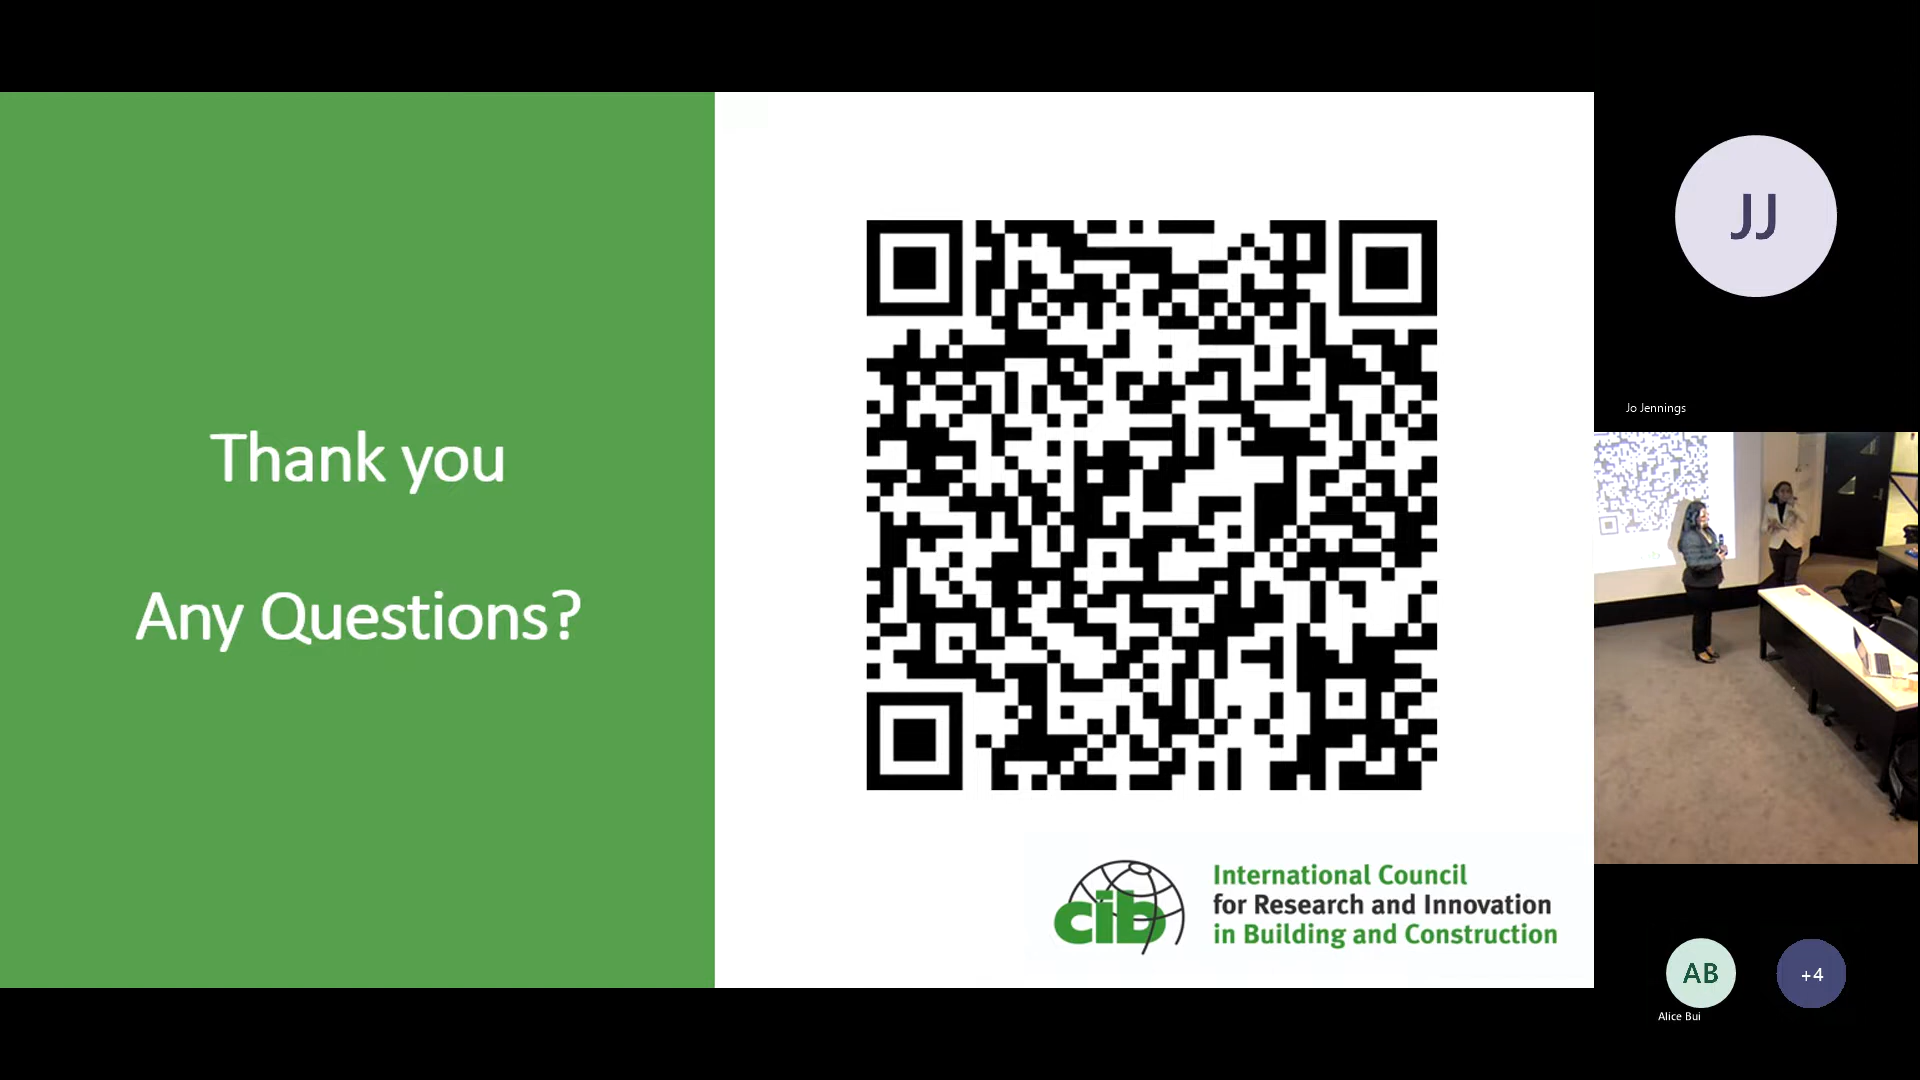 Thank you
Any Questions?
cib
International Council
for Research and Innovation
in Building and Construction
JJ
Jo Jennings
AB
+4
Alice Bui